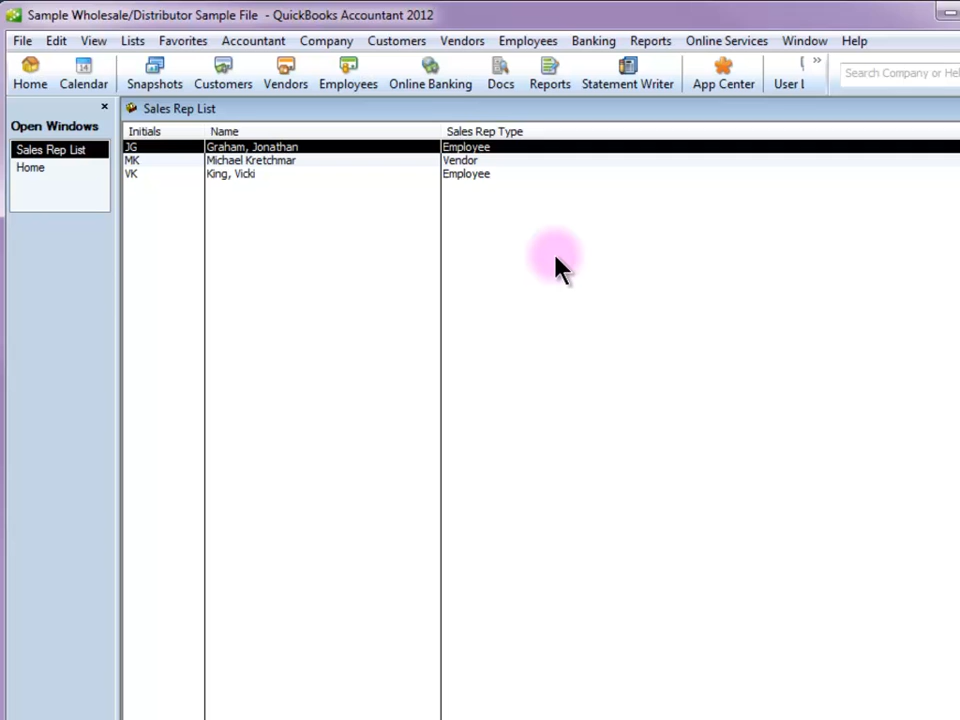 Sample Wholesale/Distributor Sample File - QuickBooks Accountant 2012
File Edit View Lists Favorites Accountant Company Customers Vendors Employees Banking Reports Online Services Window Help
14
Home Calendar Snapshots Customers Vendors Employees Online Banking Docs Reports Statement Writer App Center User » Search Company or
Open Windows
Sales Rep List
Home
Sales Rep List
Initials Name Sales Rep Type
JG Graham, Jonathan Employee
MK Michael Kretchmar Vendor
VK King, Vicki Employee